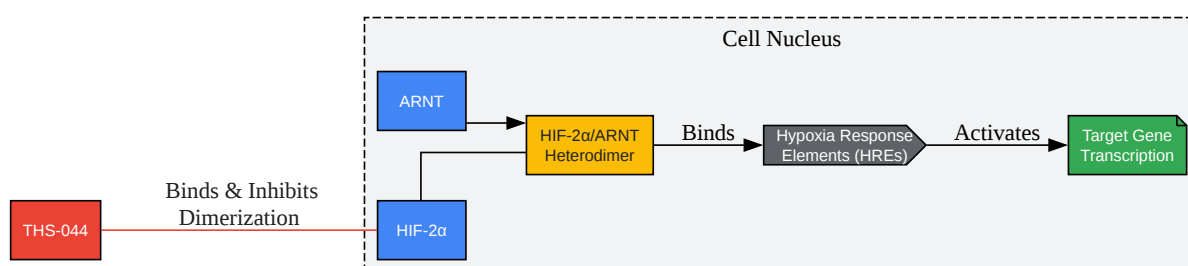 Cell Nucleus
ARNT
HIF-2α/ARNT
Heterodimer
Binds
Hypoxia Response
Elements (HREs)
Activates
Target Gene
Transcription
Binds & Inhibits
Dimerization
THS-044
HIF-2α